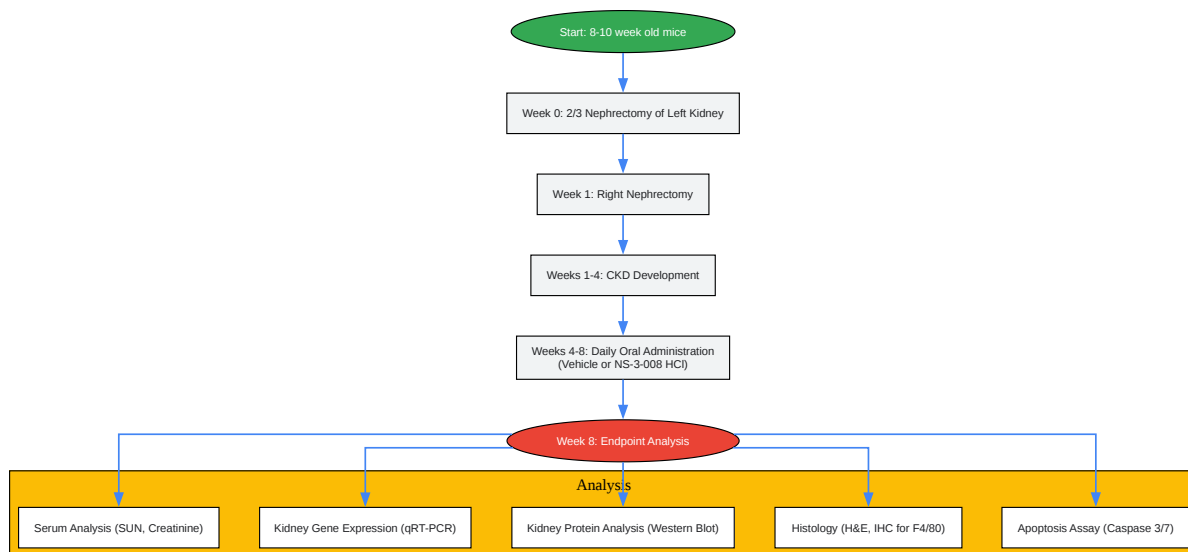 Start: 8-10 week old mice
Week 0: 2/3 Nephrectomy of Left Kidney
Week 1: Right Nephrectomy
Weeks 1-4: CKD Development
Weeks 4-8: Daily Oral Administration
(Vehicle or NS-3-008 HCl)
Week 8: Endpoint Analysis
Analysis
Serum Analysis (SUN, Creatinine)
Kidney Gene Expression (qRT-PCR)
Kidney Protein Analysis (Western Blot)
Histology (H&E, IHC for F4/80)
Apoptosis Assay (Caspase 3/7)